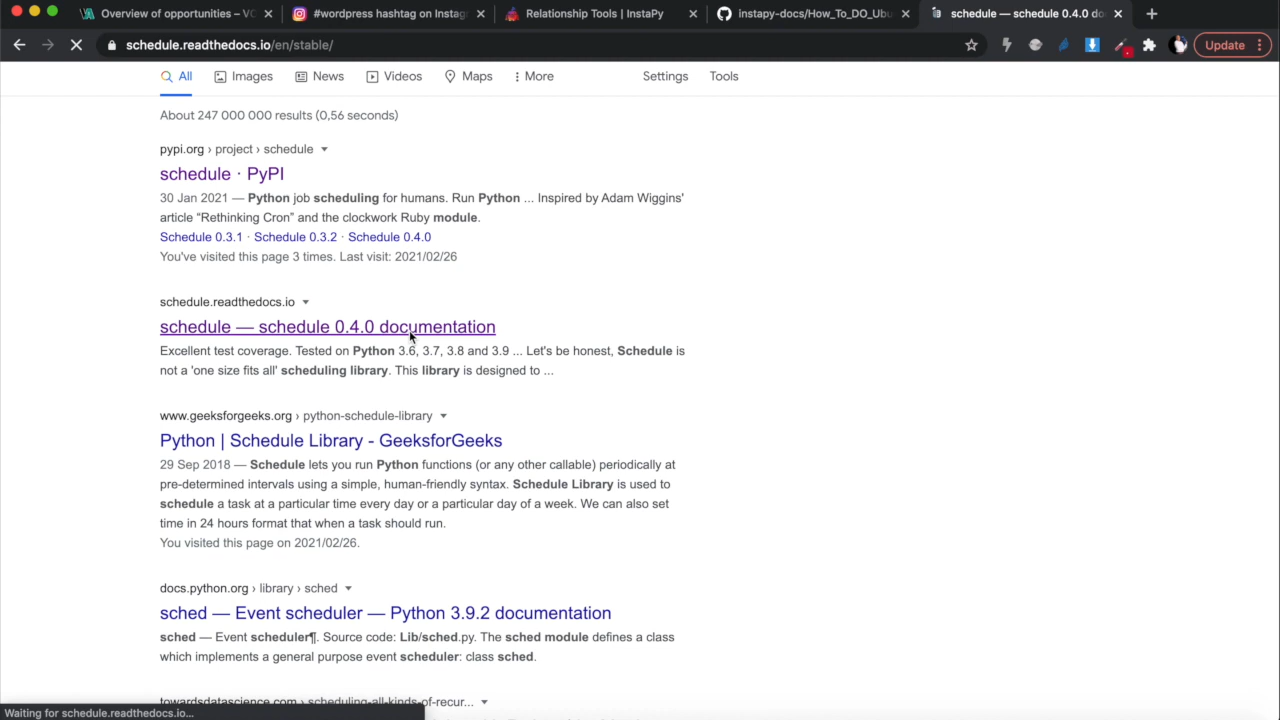 Overview of opportunities – VC
#wordpress hashtag on Instag
Relationship Tools | InstaPy
instapy-docs/How_To_DO_Ubu
schedule — schedule 0.4.0 do
schedule.readthedocs.io/en/stable/
Update
All Images News Videos Maps More Settings Tools
About 247 000 000 results (0,56 seconds)
pypi.org › project › schedule
schedule · PyPI
30 Jan 2021 — Python job scheduling for humans. Run Python ... Inspired by Adam Wiggins'
article “Rethinking Cron” and the clockwork Ruby module.
Schedule 0.3.1 · Schedule 0.3.2 · Schedule 0.4.0
You've visited this page 3 times. Last visit: 2021/02/26
schedule.readthedocs.io
schedule — schedule 0.4.0 documentation
Excellent test coverage. Tested on Python 3.6, 3.7, 3.8 and 3.9 ... Let's be honest, Schedule is
not a 'one size fits all' scheduling library. This library is designed to ...
www.geeksforgeeks.org › python-schedule-library
Python | Schedule Library - GeeksforGeeks
29 Sep 2018 — Schedule lets you run Python functions (or any other callable) periodically at
pre-determined intervals using a simple, human-friendly syntax. Schedule Library is used to
schedule a task at a particular time every day or a particular day of a week. We can also set
time in 24 hours format that when a task should run.
You visited this page on 2021/02/26.
docs.python.org › library › sched
sched — Event scheduler — Python 3.9.2 documentation
sched — Event scheduler¶. Source code: Lib/sched.py. The sched module defines a class
which implements a general purpose event scheduler: class sched.
towardsdatascience.com › scheduling-all-kinds-of-recur...
Waiting for schedule.readthedocs.io...